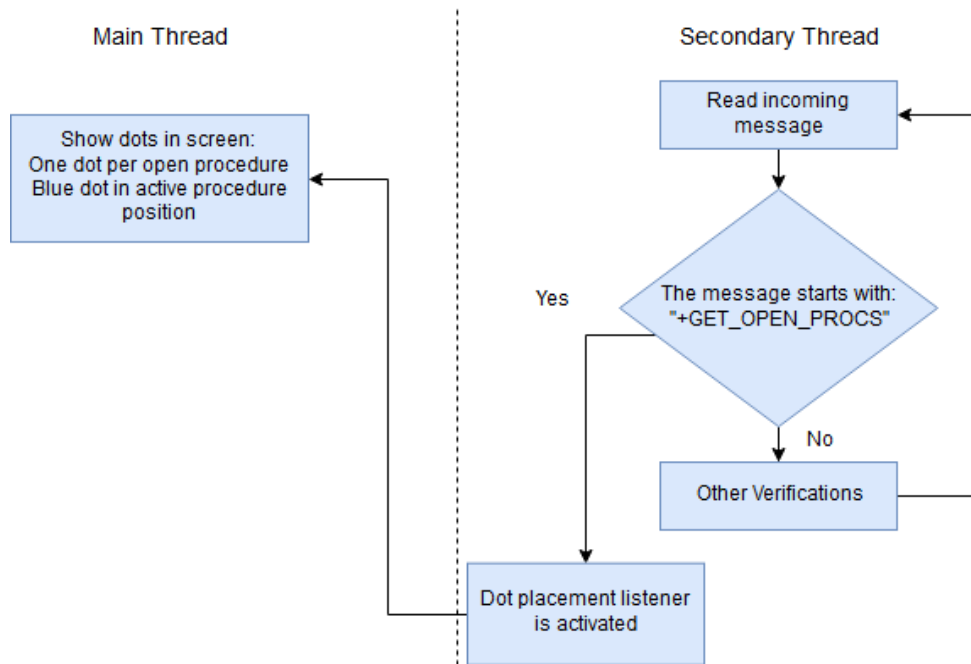 Main Thread
Secondary Thread
Read incoming
message
Show dots in screen:
One dot per open procedure
Blue dot in active procedure
position
The message starts with:
"+GET_OPEN_PROCS"
Yes
No
Other Verifications
Dot placement listener
is activated